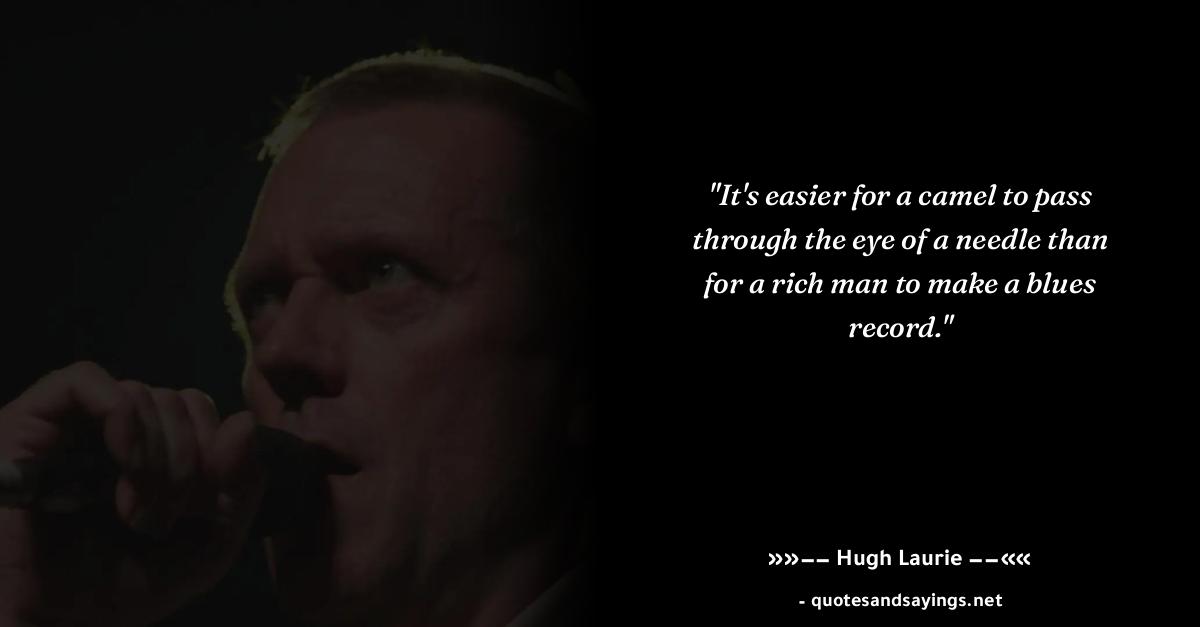 "It's easier for a camel to pass
through the eye of a needle than
for a rich man to make a blues
record."
»»–– Hugh Laurie ––««
- quotesandsayings.net